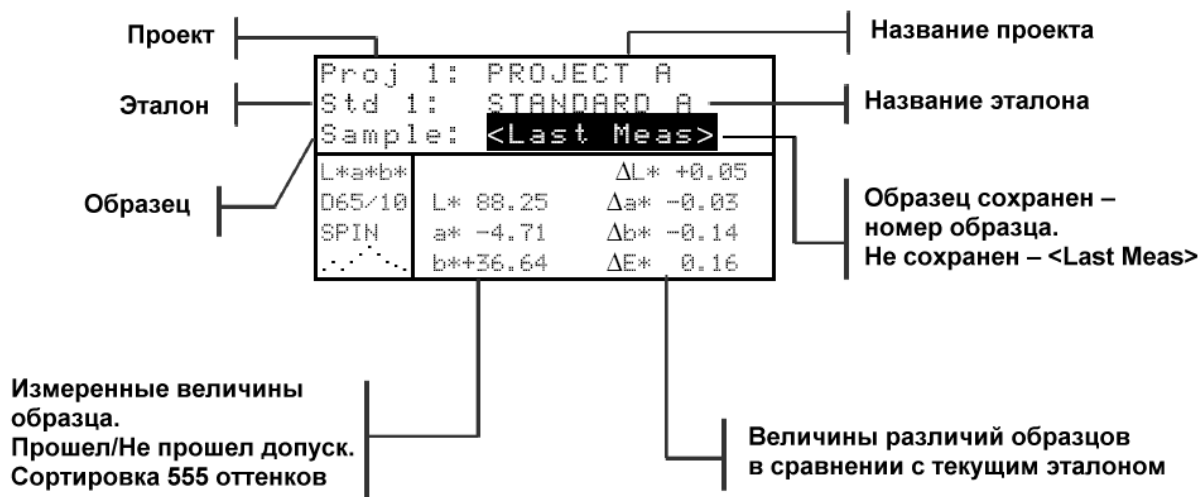 Проект
Название проекта
Proj 1: PROJECT A
Эталон
Std 1: STANDARD A
Название эталона
Sample: <Last Meas>
Образец
L*a*b*
D65/10
SPIN
L* 88.25
a* -4.71
b*+36.64
ΔL* +0.05
Δa* -0.03
Δb* -0.14
ΔE* 0.16
Образец сохранен –
номер образца.
Не сохранен – <Last Meas>
Измеренные величины
образца.
Прошел/Не прошел допуск.
Сортировка 555 оттенков
Величины различий образцов
в сравнении с текущим эталоном